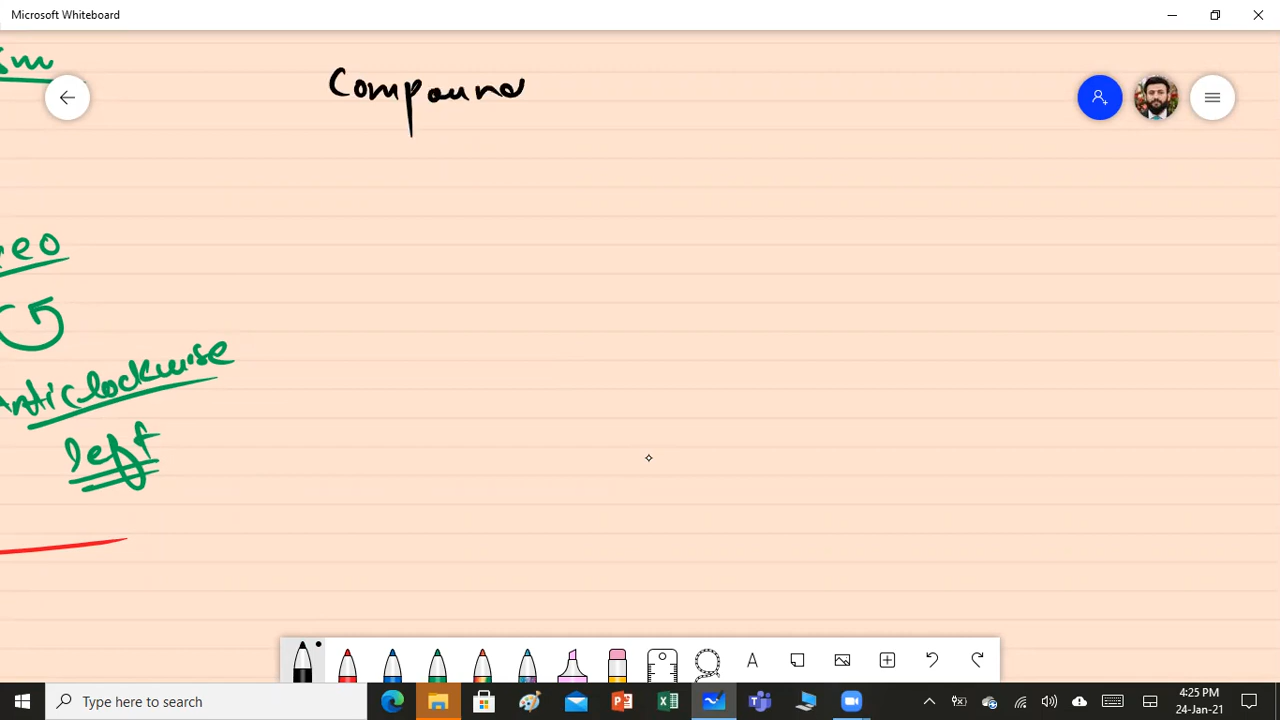 Microsoft Whiteboard
Compound
Anticlockwise
left
A
Type here to search
4:25 PM
24-Jan-21